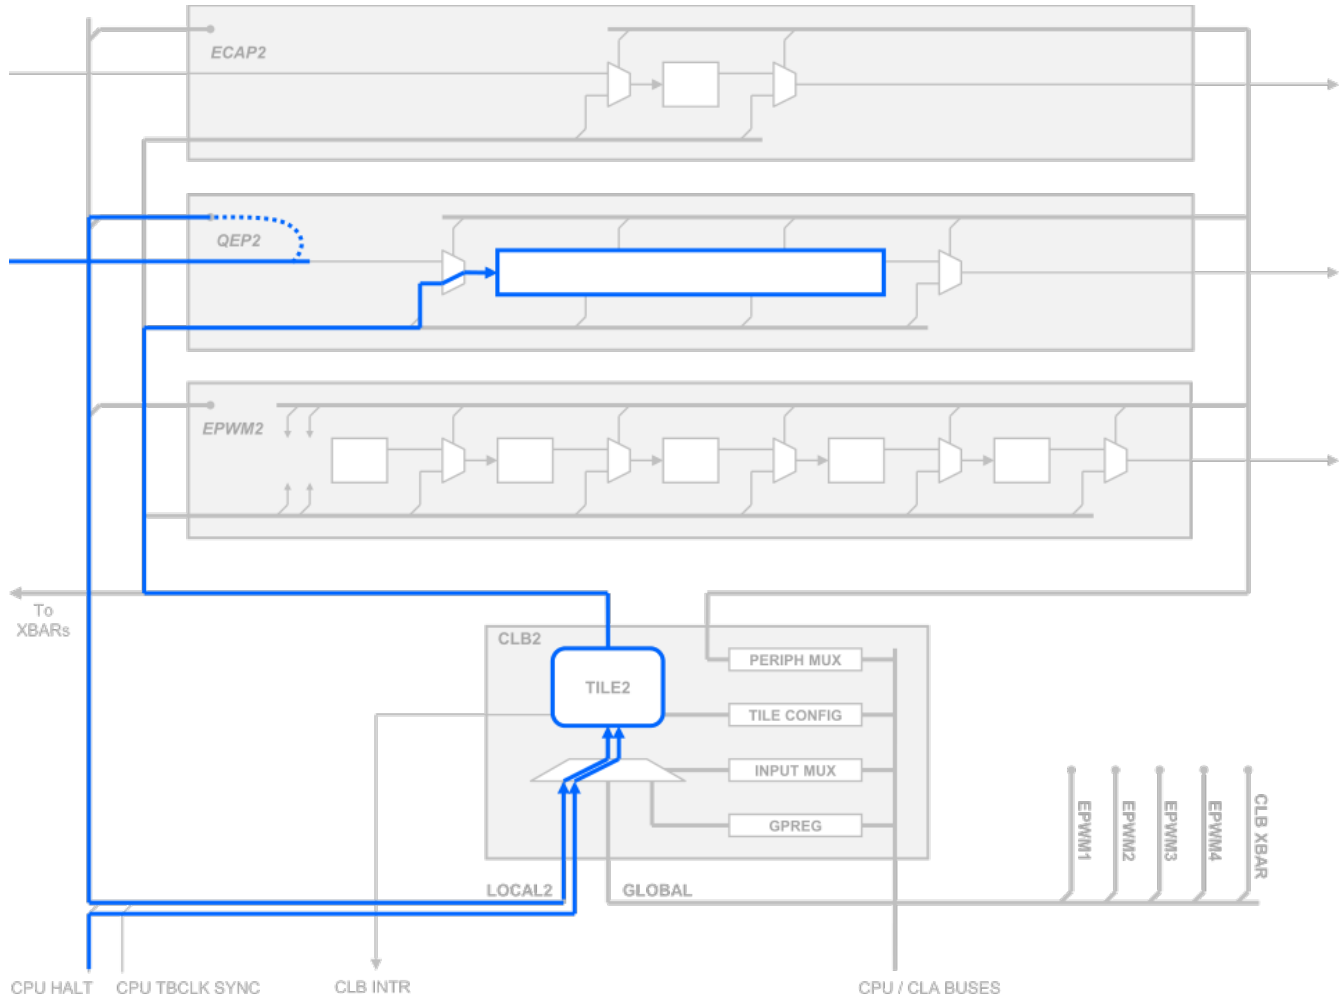 ECAP2
QEP2
EPWM2
To
XBARs
CLB2
TILE2
PERIPH MUX
TILE CONFIG
INPUT MUX
GPREG
EPWM1
EPWM2
EPWM3
EPWM4
CLB XBAR
LOCAL2
GLOBAL
CPU HALT
CPU TBCLK SYNC
CLB INTR
CPU / CLA BUSES